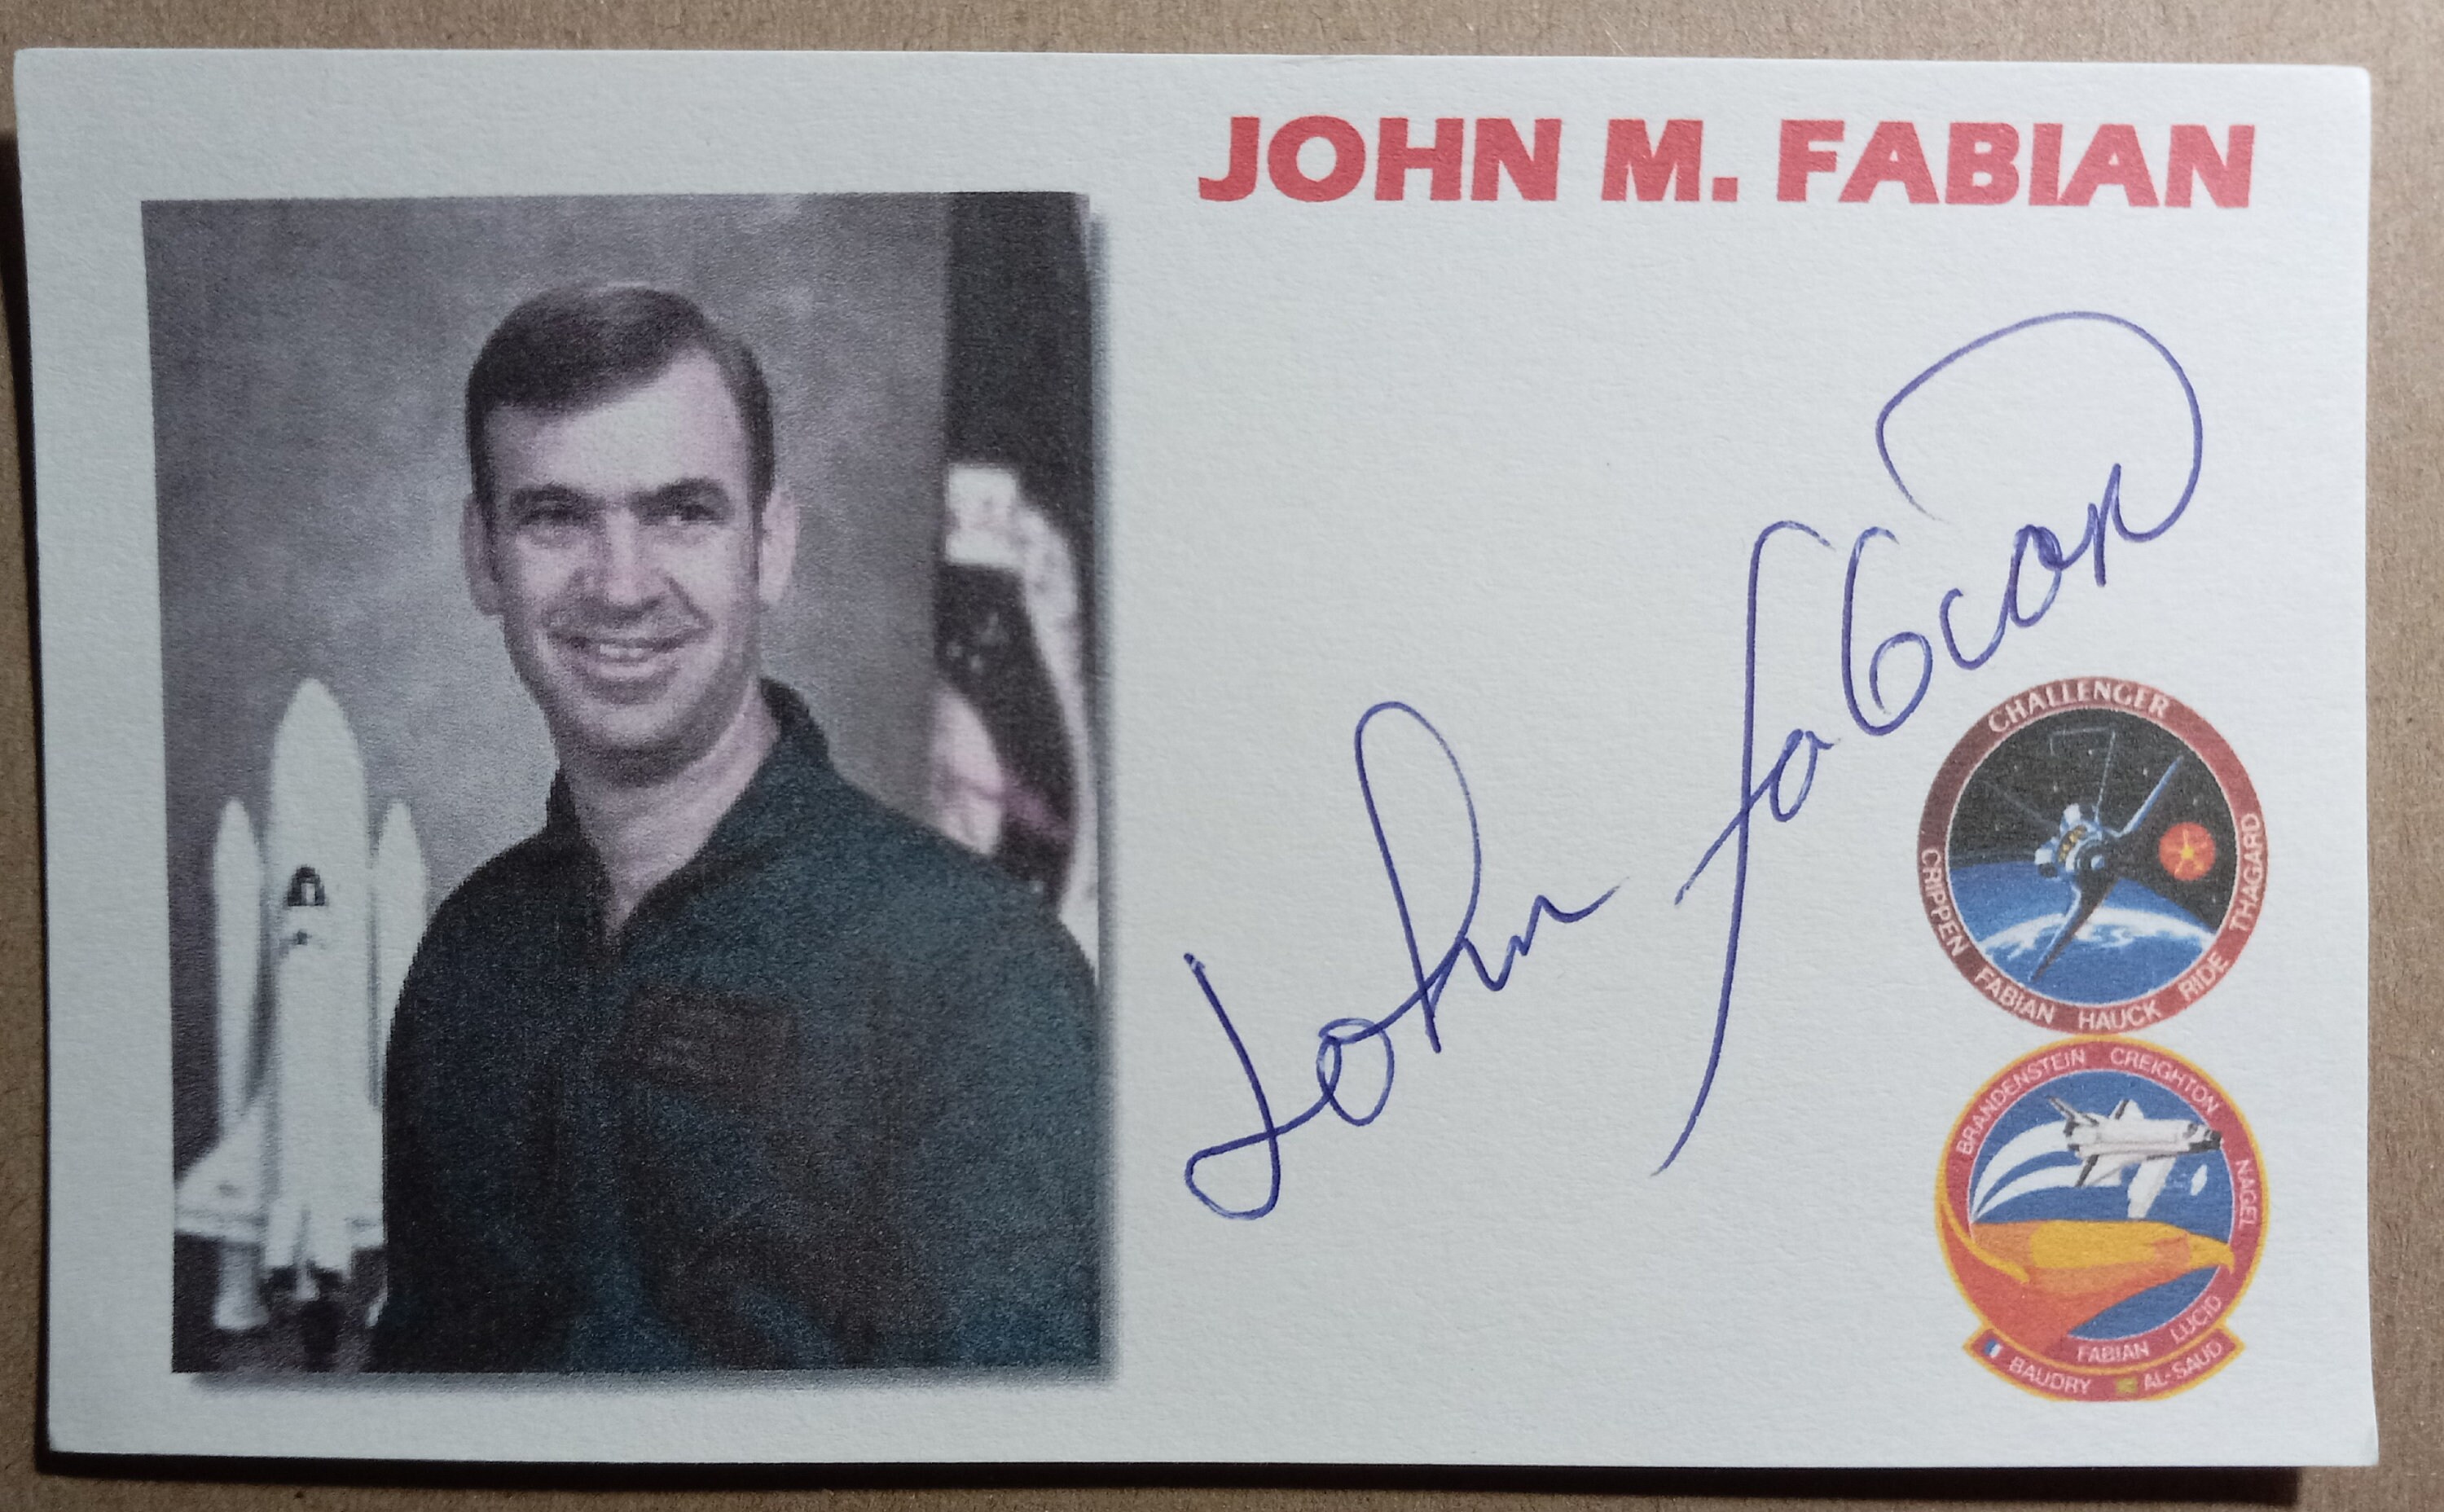 JOHN M. FABIAN
John Fabian
CHALLENGER
CRIPPEN FABIAN HAUCK RIDE THAGARD
BRANDENSTEIN CREIGHTON NAGEL
FABIAN LUCID
BAUDRY AL-SAUD